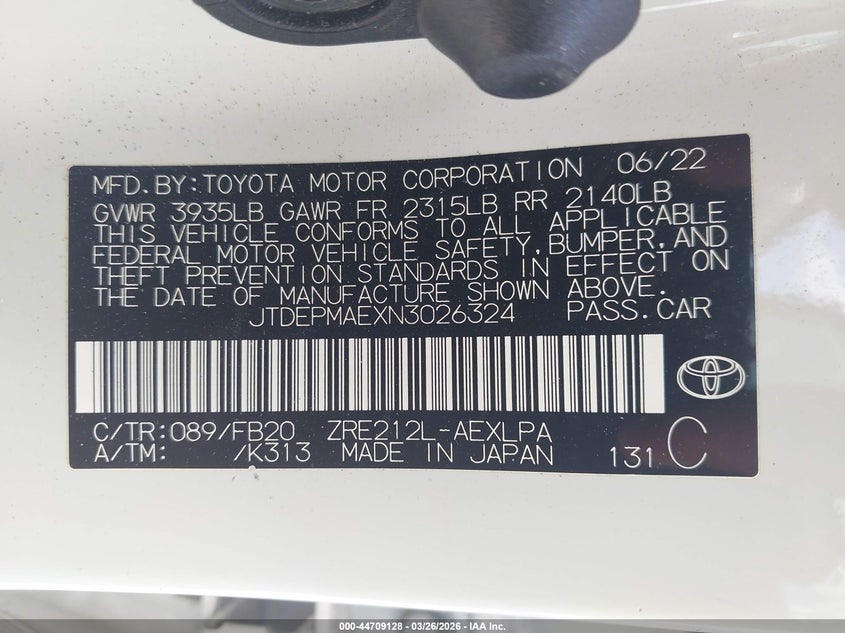 MFD.BY:TOYOTA MOTOR CORPORATION 06/22
GVWR 3935LB GAWR FR 2315LB RR 2140LB
THIS VEHICLE CONFORMS TO ALL APPLICABLE
FEDERAL MOTOR VEHICLE SAFETY,BUMPER,AND
THEFT PREVENTION STANDARDS IN EFFECT ON
THE DATE OF MANUFACTURE SHOWN ABOVE.
JTDEPMAEXN3026324 PASS.CAR
C/TR:089/FB20 ZRE212L-AEXLPA
A/TM: /K313 MADE IN JAPAN 131 C
000-44709128 - 03/26/2026 - IAA Inc.